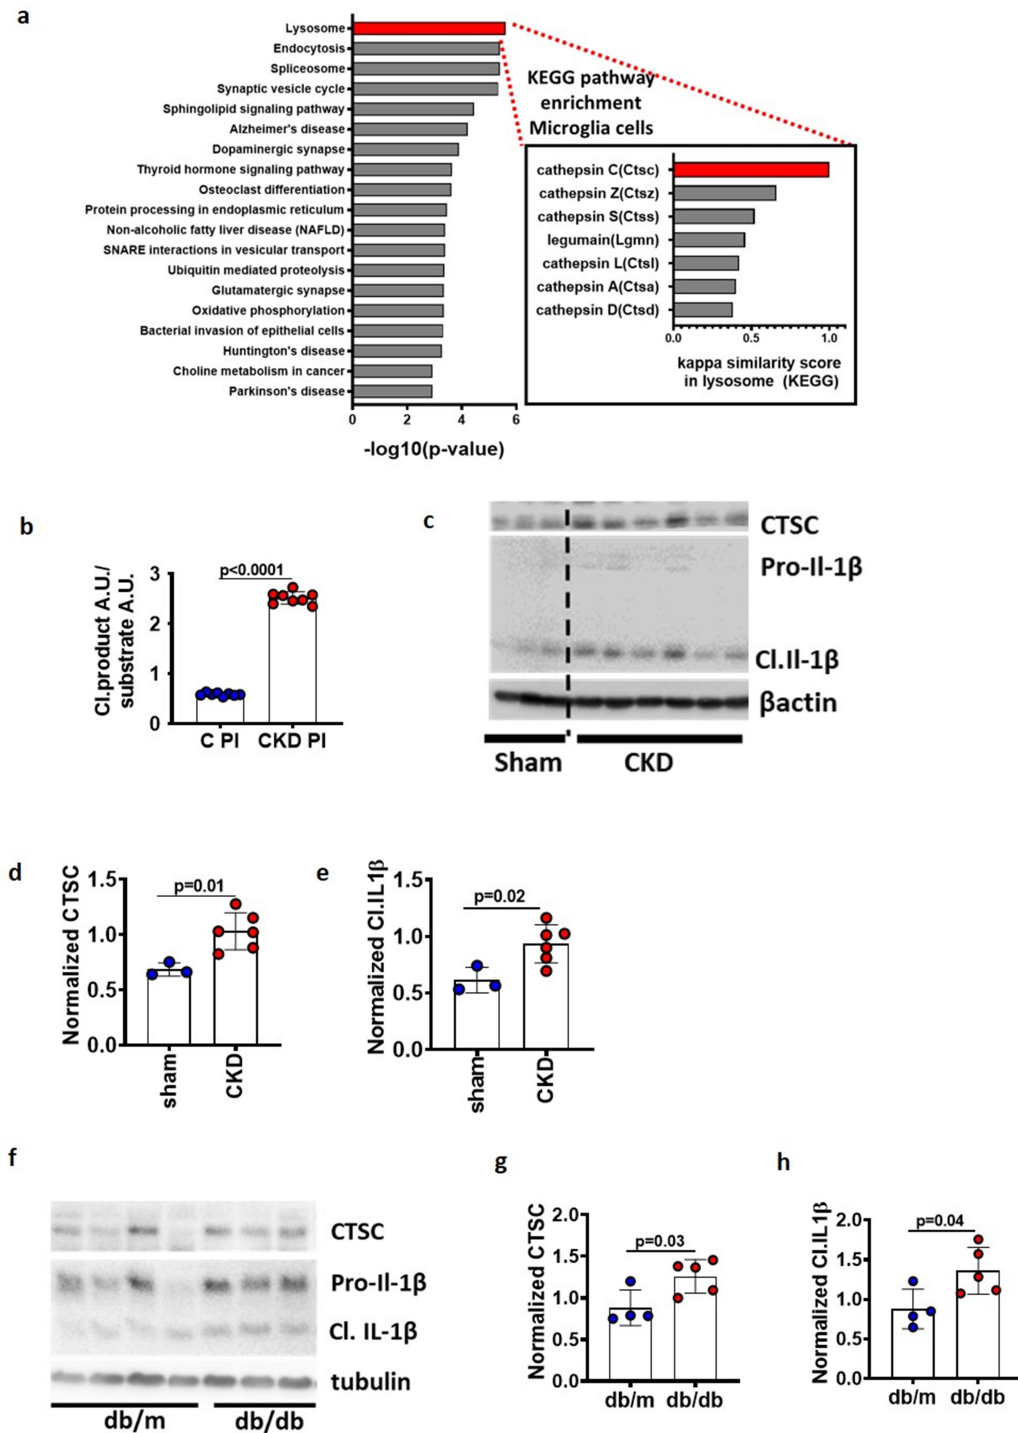 a
Lysosome
Endocytosis
Spliceosome
Synaptic vesicle cycle
Sphingolipid signaling pathway
Alzheimer's disease
Dopaminergic synapse
Thyroid hormone signaling pathway
Osteoclast differentiation
Protein processing in endoplasmic reticulum
Non-alcoholic fatty liver disease (NAFLD)
SNARE interactions in vesicular transport
Ubiquitin mediated proteolysis
Glutamatergic synapse
Oxidative phosphorylation
Bacterial invasion of epithelial cells
Huntington's disease
Choline metabolism in cancer
Parkinson's disease
0 2 4 6
-log10(p-value)
KEGG pathway
enrichment
Microglia cells
cathepsin C(Ctsc)
cathepsin Z(Ctsz)
cathepsin S(Ctss)
legumain(Lgmn)
cathepsin L(Ctsl)
cathepsin A(Ctsa)
cathepsin D(Ctsd)
0.0 0.5 1.0
kappa similarity score
in lysosome (KEGG)
b
Cl.product A.U./
substrate A.U.
3
2
1
0
p<0.0001
C PI CKD PI
c
CTSC
Pro-Il-1β
Cl.Il-1β
βactin
Sham CKD
d
Normalized CTSC
1.5
1.0
0.5
0.0
p=0.01
sham
CKD
e
Normalized Cl.IL1β
1.5
1.0
0.5
0.0
p=0.02
sham
CKD
f
CTSC
Pro-Il-1β
Cl. IL-1β
tubulin
db/m db/db
g
Normalized CTSC
2.0
1.5
1.0
0.5
0.0
p=0.03
db/m db/db
h
Normalized Cl.IL1β
2.0
1.5
1.0
0.5
0.0
p=0.04
db/m db/db